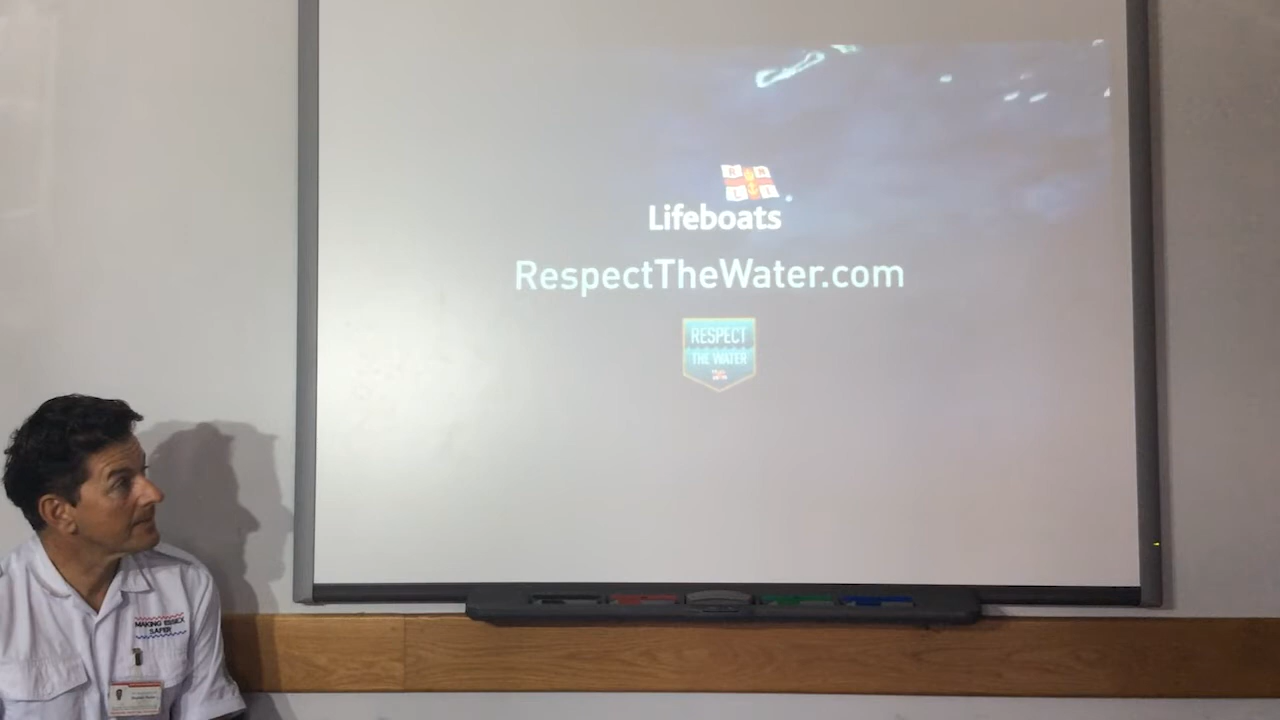 R N
L I
Lifeboats
RespectTheWater.com
RESPECT
THE WATER
MAKING ESSEX
SAFER